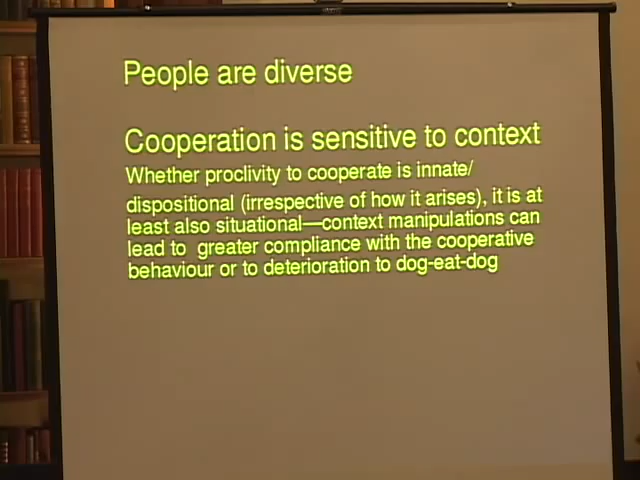 People are diverse
Cooperation is sensitive to context
Whether proclivity to cooperate is innate/
dispositional (irrespective of how it arises), it is at
least also situational—context manipulations can
lead to greater compliance with the cooperative
behaviour or to deterioration to dog-eat-dog